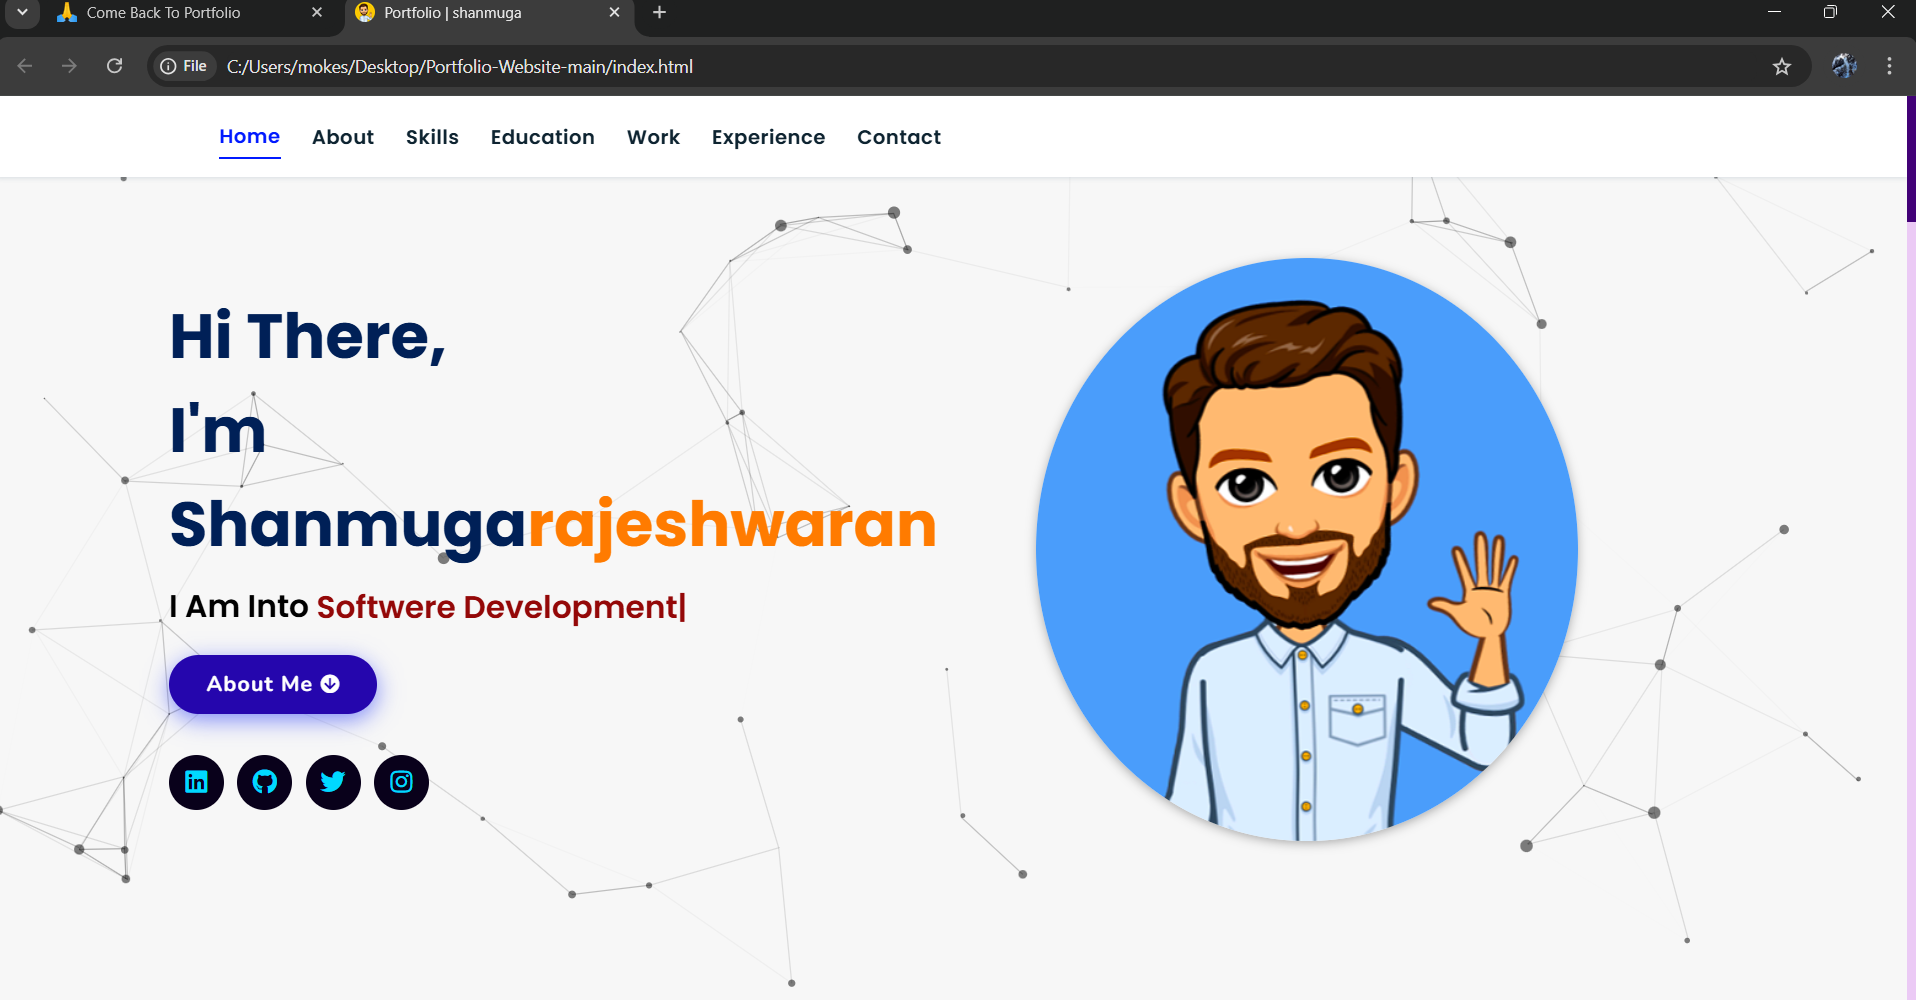 Come Back To Portfolio
Portfolio | shanmuga
File C:/Users/mokes/Desktop/Portfolio-Website-main/index.html
Home About Skills Education Work Experience Contact
Hi There,
I'm
Shanmugarajeshwaran
I Am Into Softwere Development|
About Me